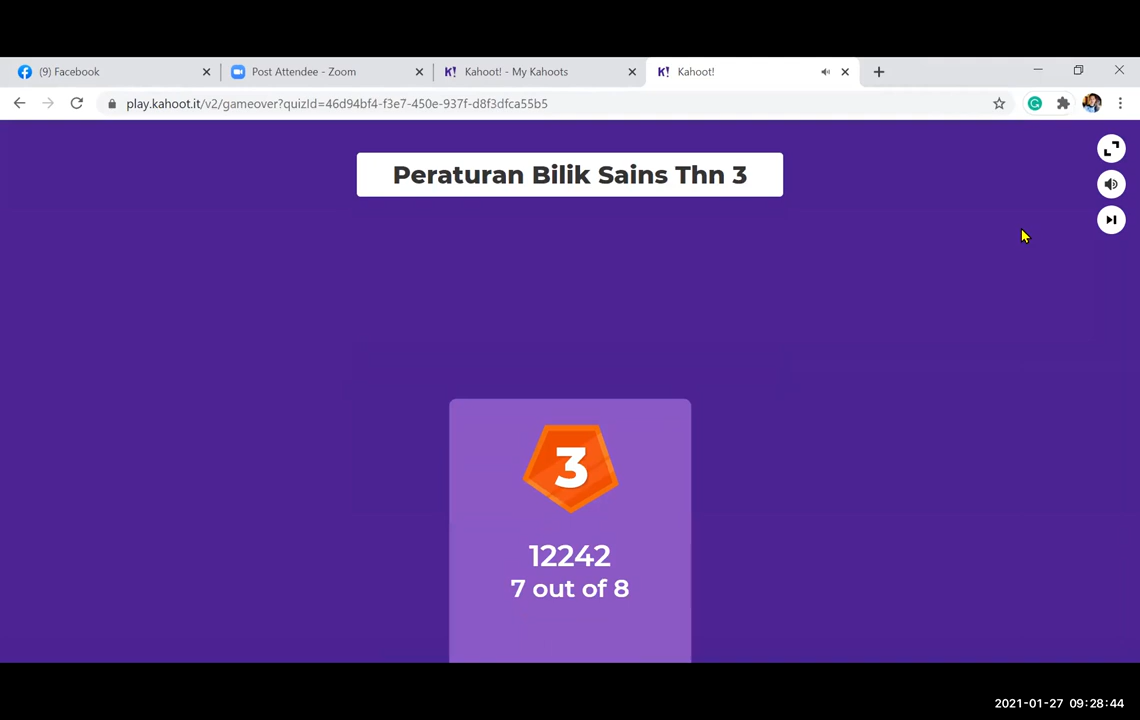 (9) Facebook
Post Attendee - Zoom
K! Kahoot! - My Kahoots
K! Kahoot!
play.kahoot.it/v2/gameover?quizId=46d94bf4-f3e7-450e-937f-d8f3dfca55b5
Peraturan Bilik Sains Thn 3
3
12242
7 out of 8
2021-01-27 09:28:44